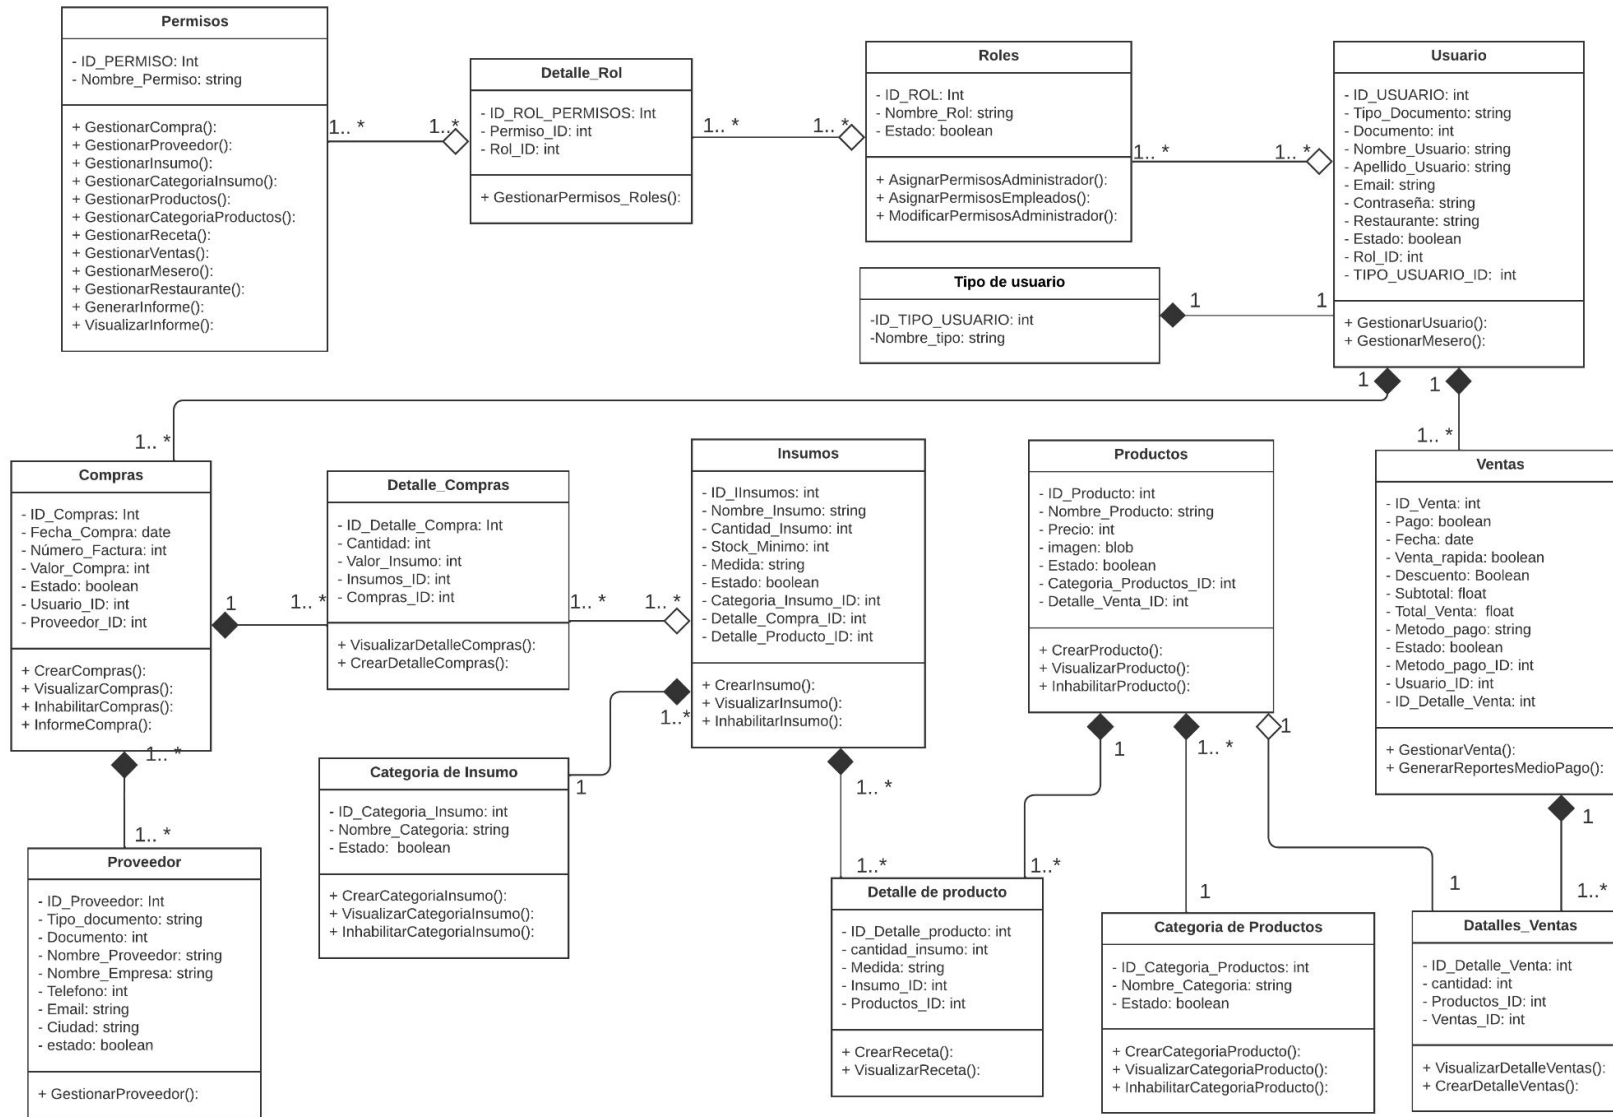 Permisos
- ID_PERMISO: Int
- Nombre_Permiso: string
+ GestionarCompra():
+ GestionarProveedor():
+ GestionarInsumo():
+ GestionarCategoriaInsumo():
+ GestionarProductos():
+ GestionarCategoriaProductos():
+ GestionarReceta():
+ GestionarVentas():
+ GestionarMesero():
+ GestionarRestaurante():
+ GenerarInforme():
+ VisualizarInforme():
1.. *
1..*
Detalle_Rol
- ID_ROL_PERMISOS: Int
- Permiso_ID: int
- Rol_ID: int
+ GestionarPermisos_Roles():
1.. *
1..*
Roles
- ID_ROL: Int
- Nombre_Rol: string
- Estado: boolean
+ AsignarPermisosAdministrador():
+ AsignarPermisosEmpleados():
+ ModificarPermisosAdministrador():
1.. *
1.. *
Usuario
- ID_USUARIO: int
- Tipo_Documento: string
- Documento: int
- Nombre_Usuario: string
- Apellido_Usuario: string
- Email: string
- Contraseña: string
- Restaurante: string
- Estado: boolean
- Rol_ID: int
- TIPO_USUARIO_ID: int
+ GestionarUsuario():
+ GestionarMesero():
Tipo de usuario
-ID_TIPO_USUARIO: int
-Nombre_tipo: string
1
1
1
1
1.. *
1.. *
Compras
- ID_Compras: Int
- Fecha_Compra: date
- Número_Factura: int
- Valor_Compra: int
- Estado: boolean
- Usuario_ID: int
- Proveedor_ID: int
+ CrearCompras():
+ VisualizarCompras():
+ InhabilitarCompras():
+ InformeCompra():
1
1.. *
Detalle_Compras
- ID_Detalle_Compra: Int
- Cantidad: int
- Valor_Insumo: int
- Insumos_ID: int
- Compras_ID: int
+ VisualizarDetalleCompras():
+ CrearDetalleCompras():
1.. *
1.. *
Insumos
- ID_IInsumos: int
- Nombre_Insumo: string
- Cantidad_Insumo: int
- Stock_Minimo: int
- Medida: string
- Estado: boolean
- Categoria_Insumo_ID: int
- Detalle_Compra_ID: int
- Detalle_Producto_ID: int
+ CrearInsumo():
+ VisualizarInsumo():
+ InhabilitarInsumo():
1..*
1
1.. *
1..*
Productos
- ID_Producto: int
- Nombre_Producto: string
- Precio: int
- imagen: blob
- Estado: boolean
- Categoria_Productos_ID: int
- Detalle_Venta_ID: int
+ CrearProducto():
+ VisualizarProducto():
+ InhabilitarProducto():
1
1.. *
1
1..*
1
1
Ventas
- ID_Venta: int
- Pago: boolean
- Fecha: date
- Venta_rapida: boolean
- Descuento: Boolean
- Subtotal: float
- Total_Venta: float
- Metodo_pago: string
- Estado: boolean
- Metodo_pago_ID: int
- Usuario_ID: int
- ID_Detalle_Venta: int
+ GestionarVenta():
+ GenerarReportesMedioPago():
1
1..*
1.. *
1.. *
Proveedor
- ID_Proveedor: Int
- Tipo_documento: string
- Documento: int
- Nombre_Proveedor: string
- Nombre_Empresa: string
- Telefono: int
- Email: string
- Ciudad: string
- estado: boolean
+ GestionarProveedor():
Categoria de Insumo
- ID_Categoria_Insumo: int
- Nombre_Categoria: string
- Estado: boolean
+ CrearCategoriaInsumo():
+ VisualizarCategoriaInsumo():
+ InhabilitarCategoriaInsumo():
Detalle de producto
- ID_Detalle_producto: int
- cantidad_insumo: int
- Medida: string
- Insumo_ID: int
- Productos_ID: int
+ CrearReceta():
+ VisualizarReceta():
Categoria de Productos
- ID_Categoria_Productos: int
- Nombre_Categoria: string
- Estado: boolean
+ CrearCategoriaProducto():
+ VisualizarCategoriaProducto():
+ InhabilitarCategoriaProducto():
Datalles_Ventas
- ID_Detalle_Venta: int
- cantidad: int
- Productos_ID: int
- Ventas_ID: int
+ VisualizarDetalleVentas():
+ CrearDetalleVentas():